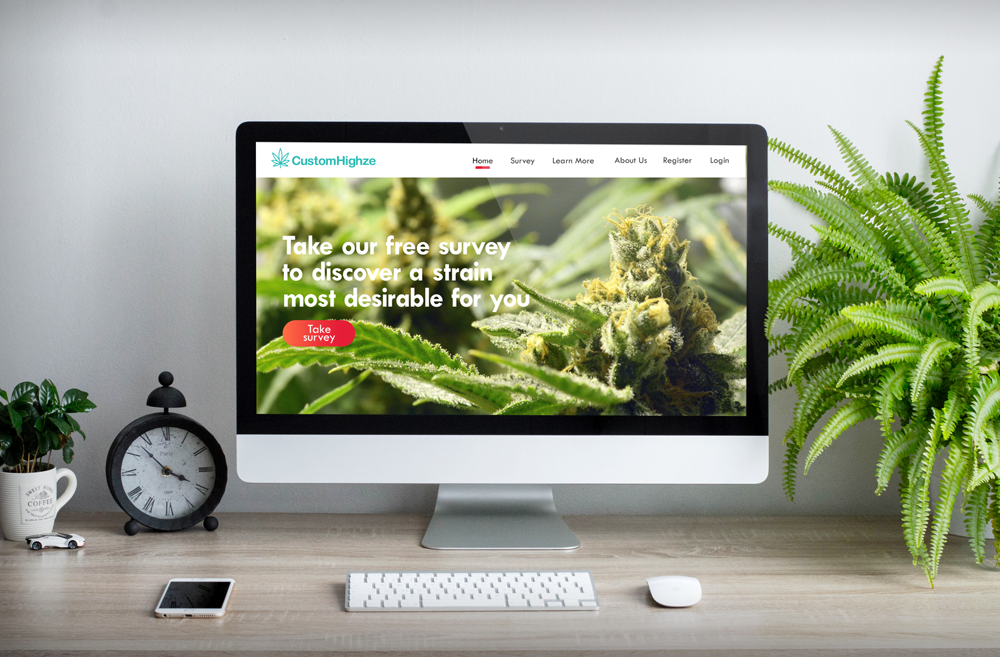 CustomHighze
Home Survey Learn More About Us Register Login
Take our free survey
to discover a strain
most desirable for you
Take
survey
COFFEE